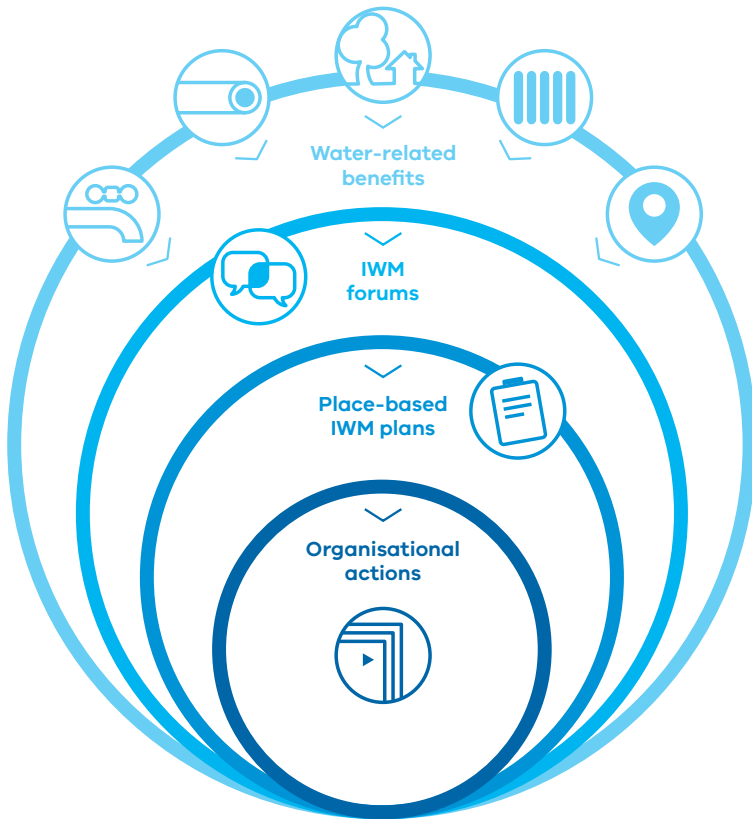 Water-related
benefits
IWM
forums
Place-based
IWM plans
Organisational
actions